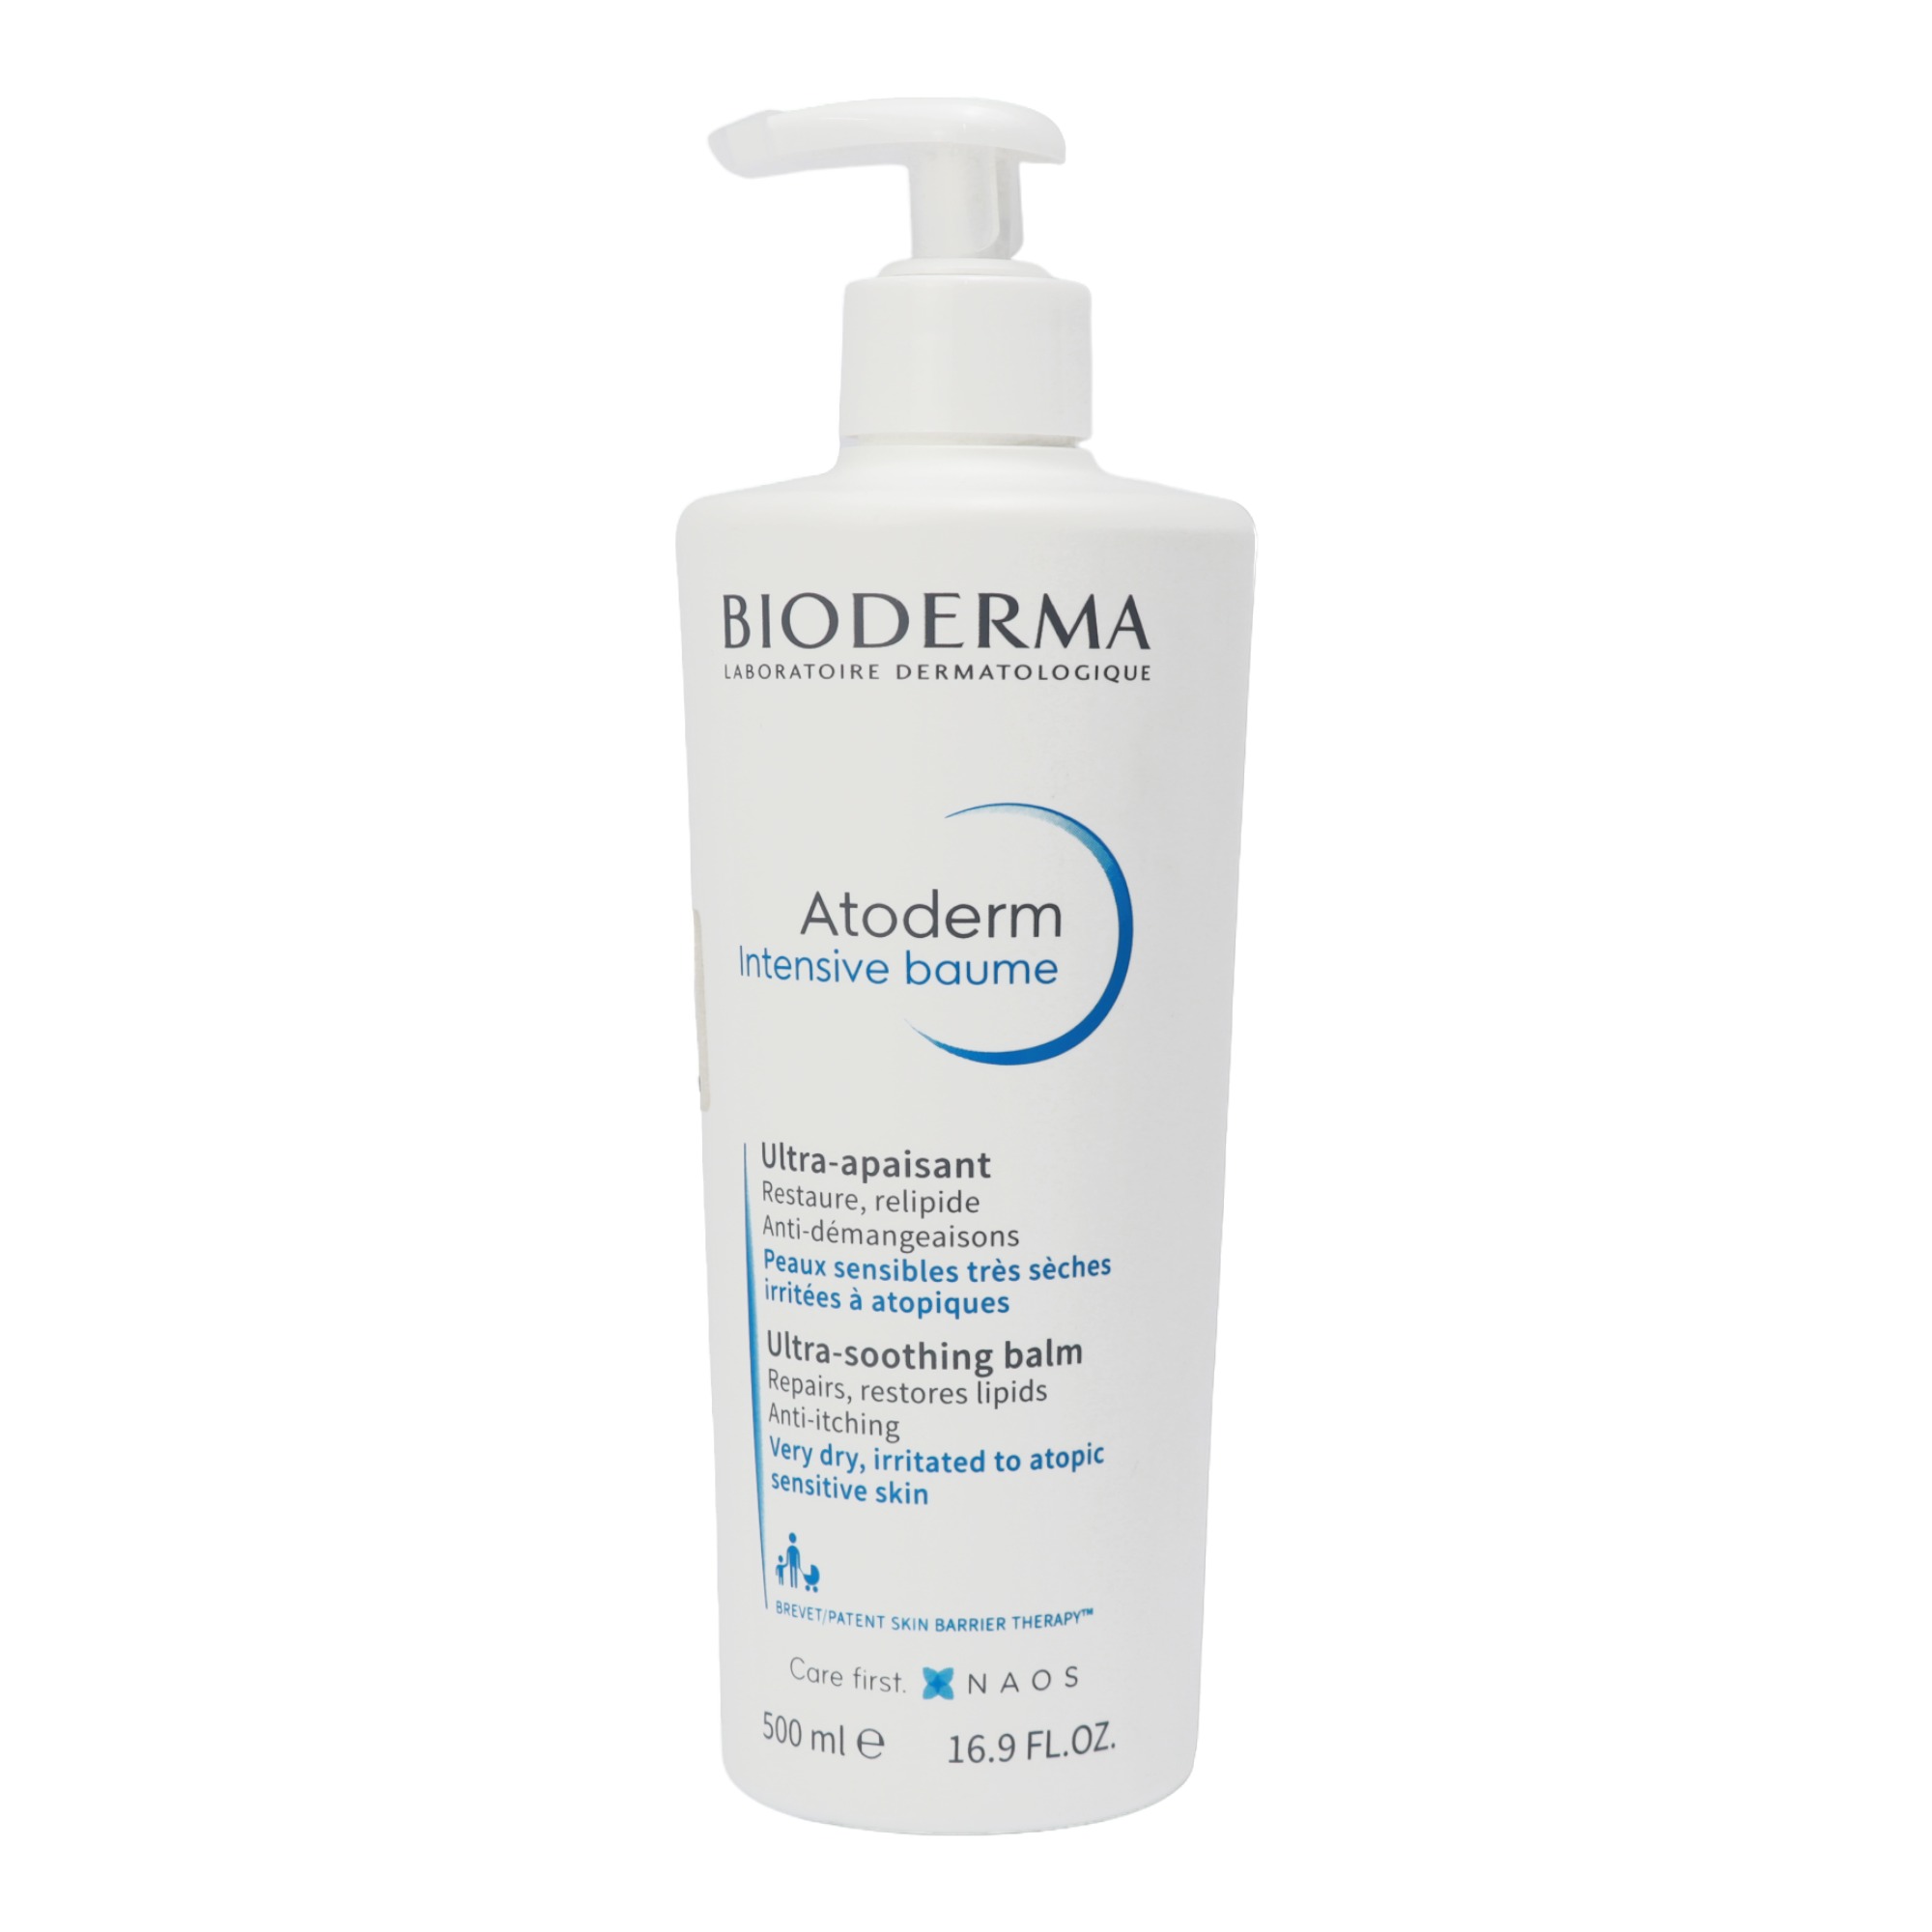 BIODERMA
LABORATOIRE DERMATOLOGIQUE
Atoderm
Intensive baume
Ultra-apaisant
Restaure, relipide
Anti-démangeaisons
Peaux sensibles très sèches
irritées à atopiques
Ultra-soothing balm
Repairs, restores lipids
Anti-itching
Very dry, irritated to atopic
sensitive skin
BREVET/PATENT SKIN BARRIER THERAPY™
Care first. NAOS
500 ml ℮ 16.9 FL.OZ.